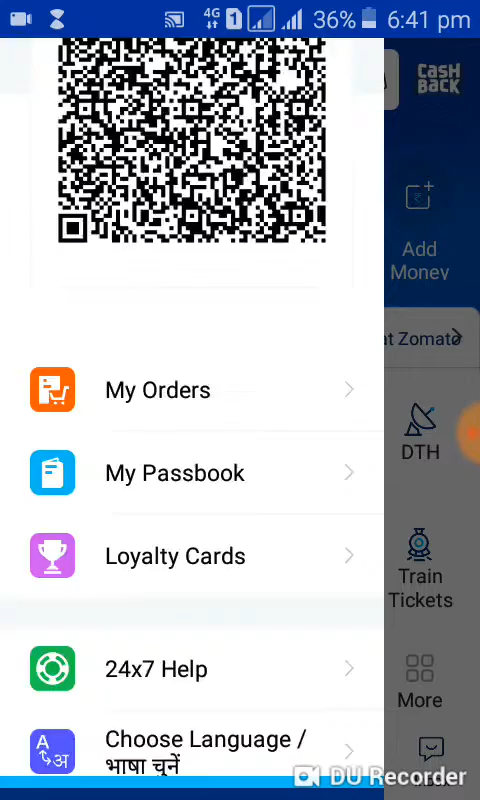 4G 1 36% 6:41 pm
CASH
BACK
Add
Money
at Zomato
My Orders
My Passbook
DTH
Loyalty Cards
Train
Tickets
24x7 Help
More
Choose Language /
भाषा चूनें
A
अ
DU Recorder